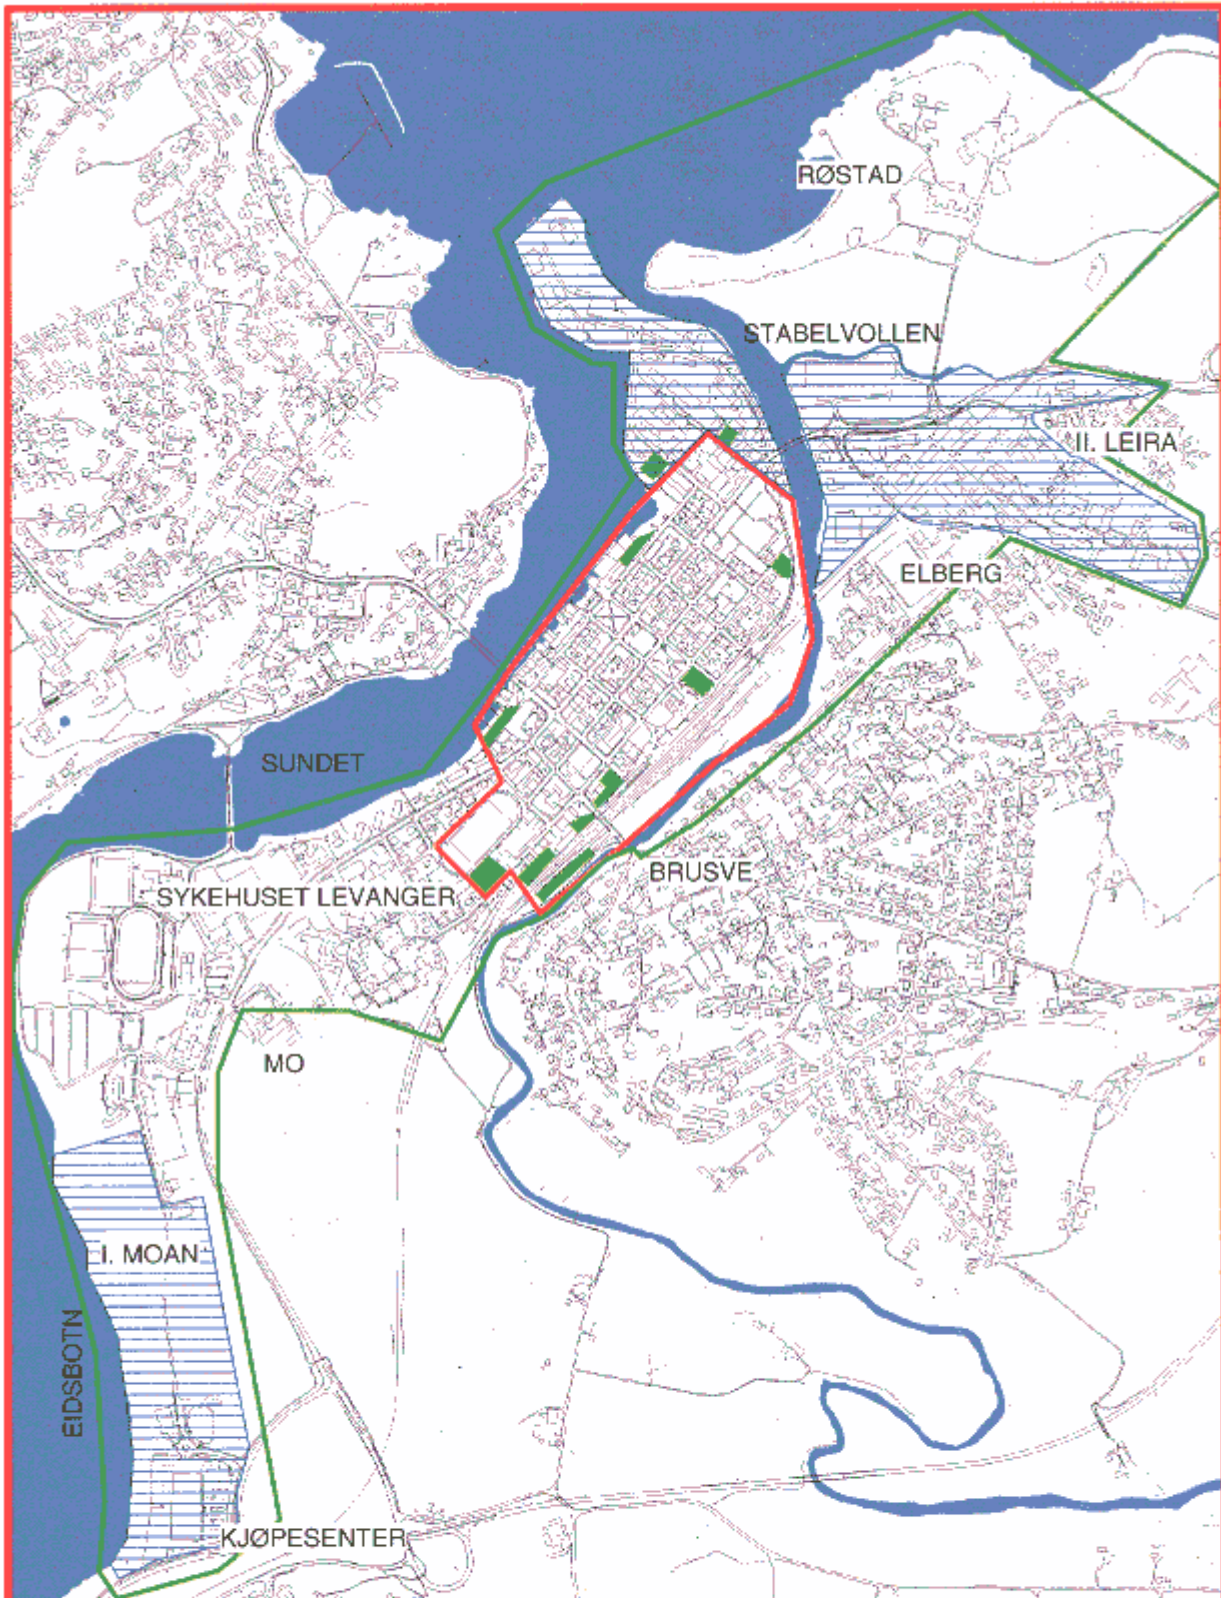 RØSTAD
STABELVOLLEN
II. LEIRA
ELBERG
SUNDET
BRUSVE
SYKEHUSET LEVANGER
MO
I. MOAN
EIDSBOTN
KJØPESENTER